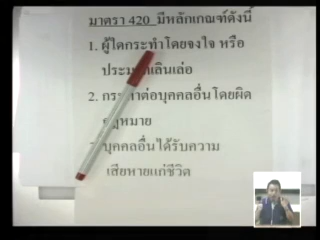 มาตรา 420 มีหลักเกณฑ์ดังนี้
1. ผู้ใดกระทำโดยจงใจ หรือ
ประมาทเลินเล่อ
2. กระทำต่อบุคคลอื่นโดยผิด
กฎหมาย
บุคคลอื่นได้รับความ
เสียหายแก่ชีวิต